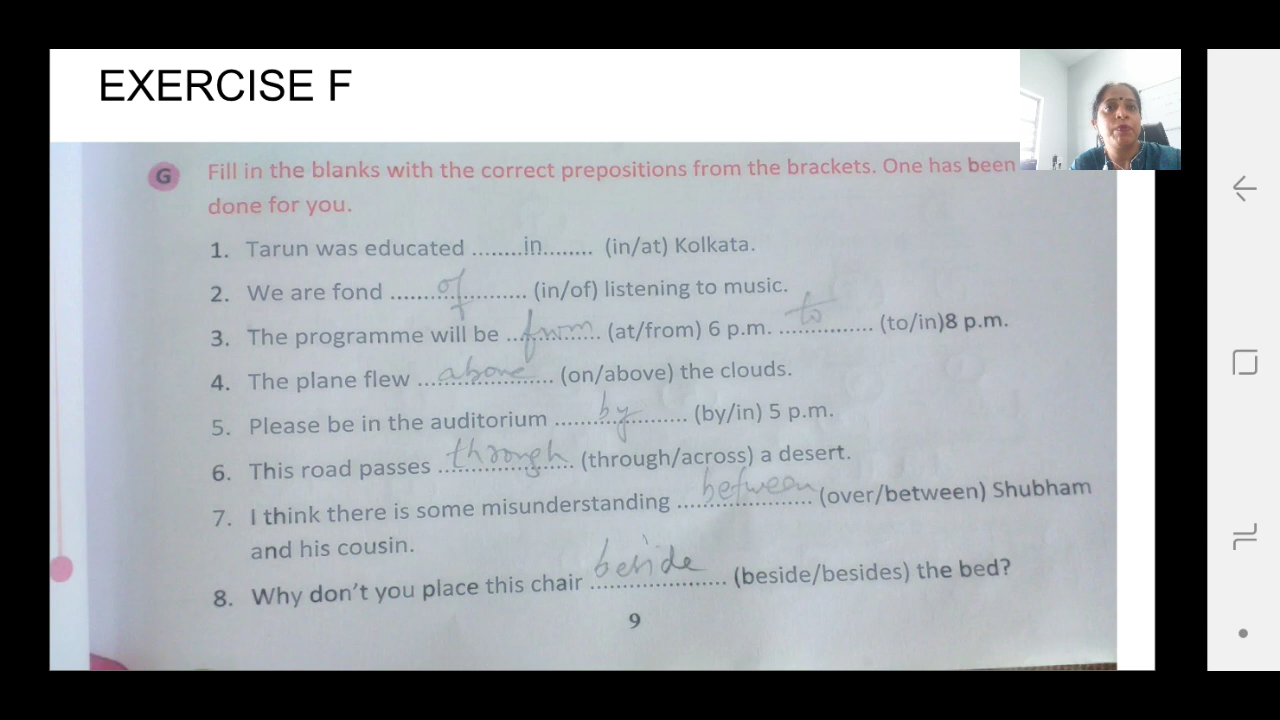 EXERCISE F
G Fill in the blanks with the correct prepositions from the brackets. One has been
done for you.
1. Tarun was educated ........in........ (in/at) Kolkata.
2. We are fond ........of............ (in/of) listening to music.
3. The programme will be ...from...... (at/from) 6 p.m. ......to........ (to/in)8 p.m.
4. The plane flew ....above.... (on/above) the clouds.
5. Please be in the auditorium .......by........ (by/in) 5 p.m.
6. This road passes ...through... (through/across) a desert.
7. I think there is some misunderstanding ....between.... (over/between) Shubham
and his cousin.
8. Why don't you place this chair ....beside.... (beside/besides) the bed?
9